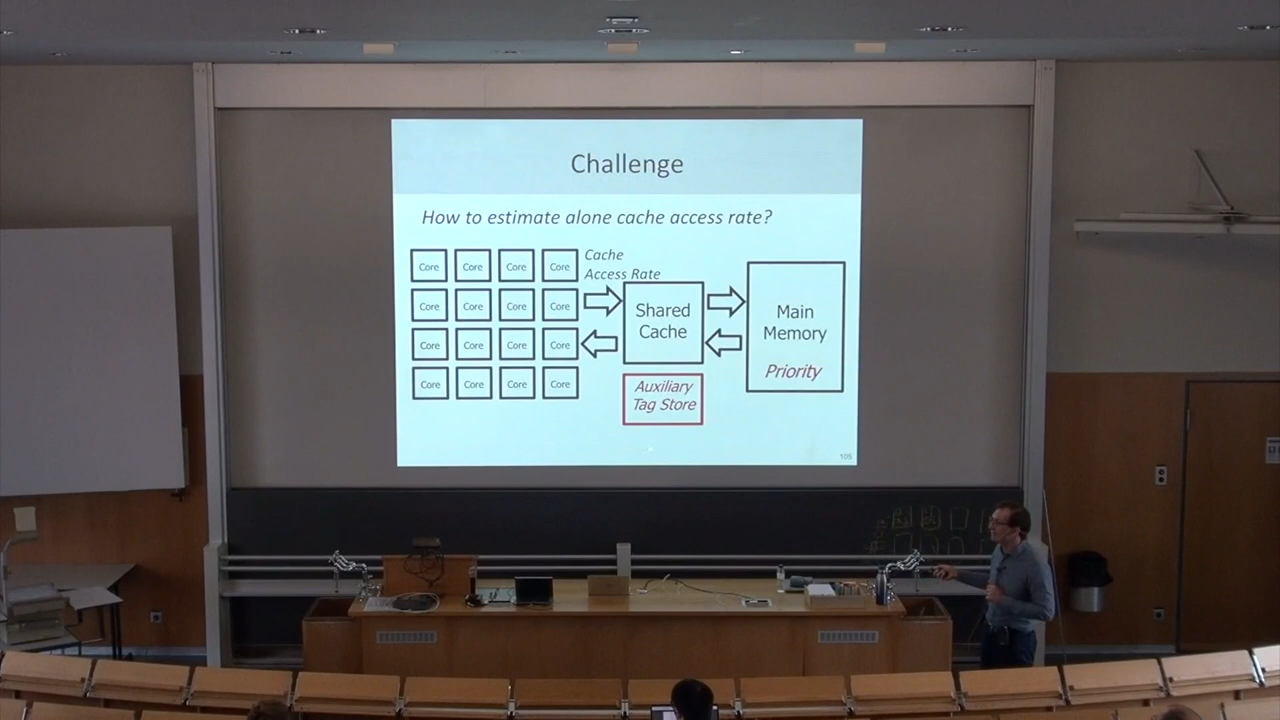 Challenge
How to estimate alone cache access rate?
Core Core Core Core
Cache
Access Rate
Core Core Core Core
Core Core Core Core
Core Core Core Core
Shared
Cache
Main
Memory
Priority
Auxiliary
Tag Store
105